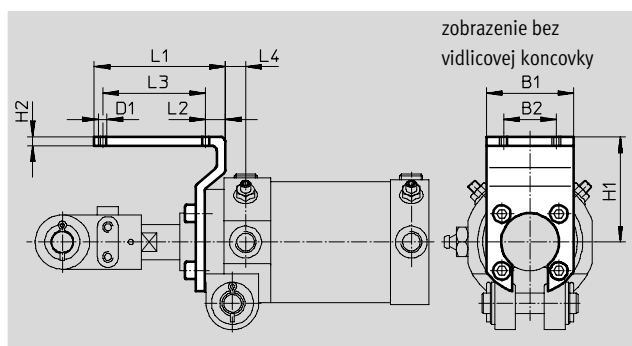 zobrazenie bez
vidlicovej koncovky
L1
L4
L3
L2
D1
H2
B1
B2
H1